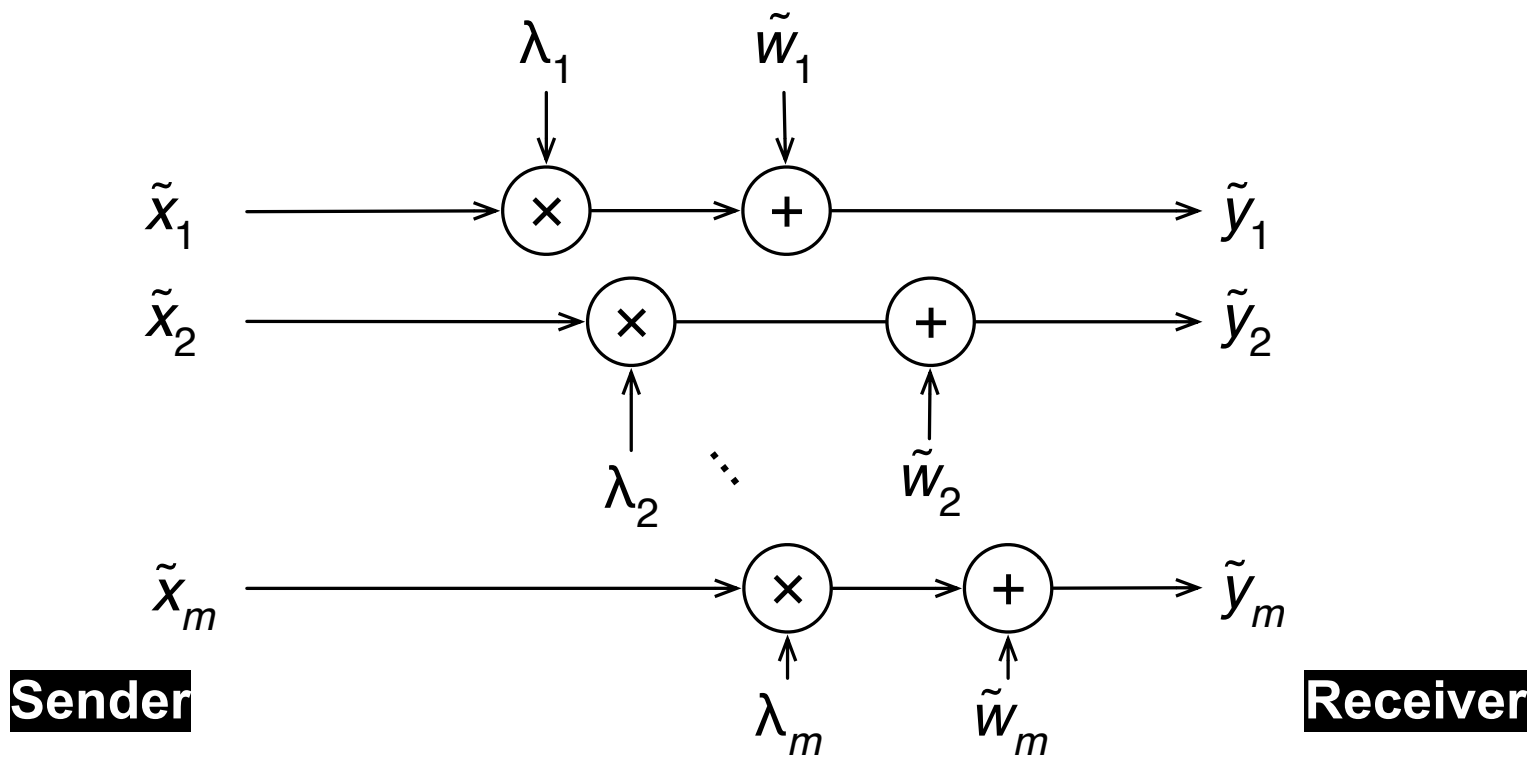 λ₁ w̃₁
x̃₁ × + ỹ₁
x̃₂ × + ỹ₂
λ₂ ⋱ w̃₂
x̃ₘ × + ỹₘ
Sender Receiver
λₘ w̃ₘ